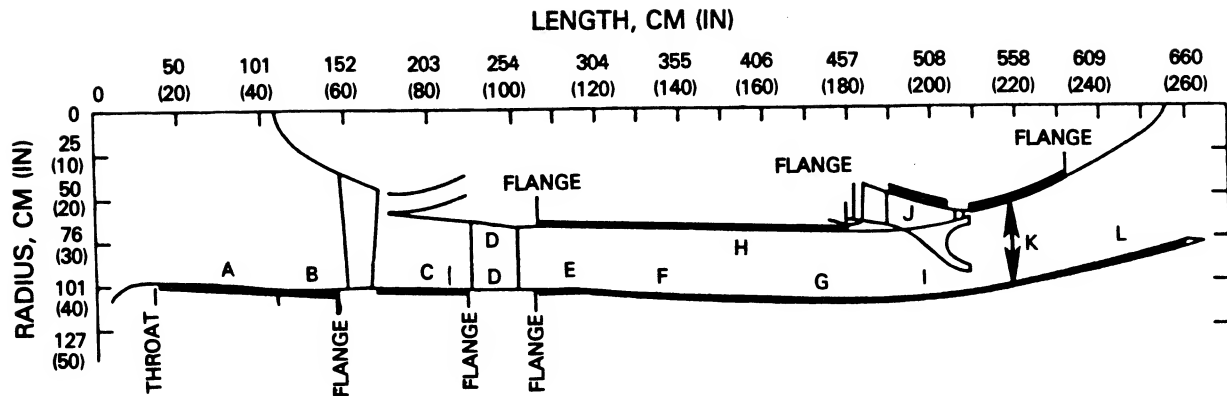 LENGTH, CM (IN)
50 101 152 203 254 304 355 406 457 508 558 609 660
0 (20) (40) (60) (80) (100) (120) (140) (160) (180) (200) (220) (240) (260)
RADIUS, CM (IN)
0
25
(10)
50
(20)
76
(30)
101
(40)
127
(50)
FLANGE
FLANGE
FLANGE
D
J
H
K
L
A B C D E F G I
THROAT
FLANGE
FLANGE
FLANGE